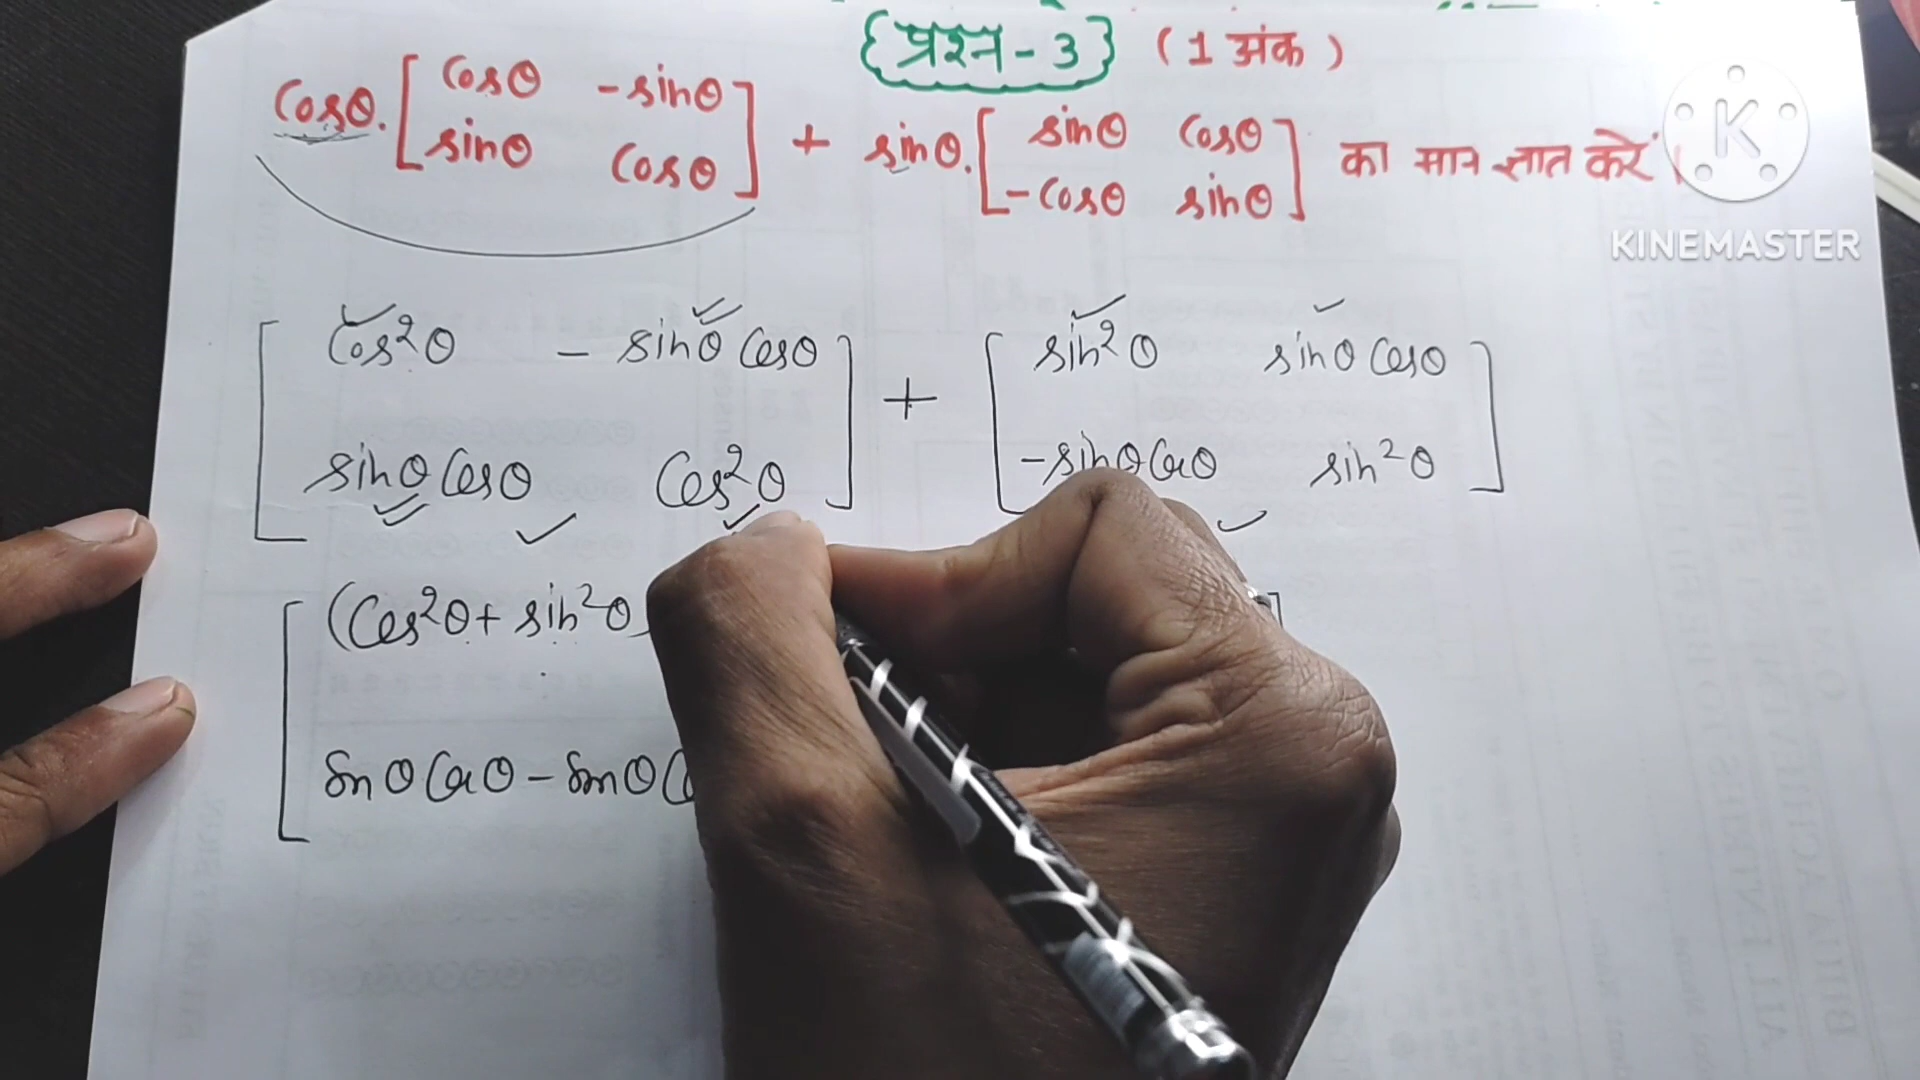 {प्रश्न-3} (1 अंक)
Cosθ. [ Cosθ -sinθ ] + sinθ. [ sinθ Cosθ ] का मान ज्ञात करें।
[ sinθ Cosθ ] [ -Cosθ sinθ ]
K
KINEMASTER
[ Cos²θ - sinθ Cosθ ] + [ sin²θ sinθ Cosθ ]
[ sinθ Cosθ Cos²θ ] [ -sinθ Cosθ sin²θ ]
[ (Cos²θ + sin²θ
[ sinθ Cosθ - sinθ